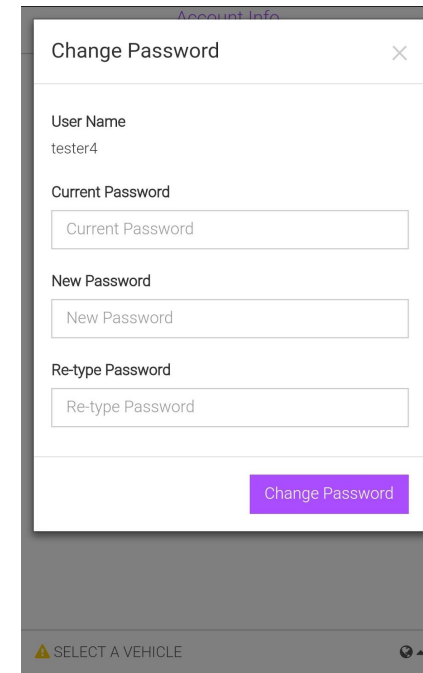 Account Info
Change Password
User Name
tester4
Current Password
Current Password
New Password
New Password
Re-type Password
Re-type Password
Change Password
SELECT A VEHICLE